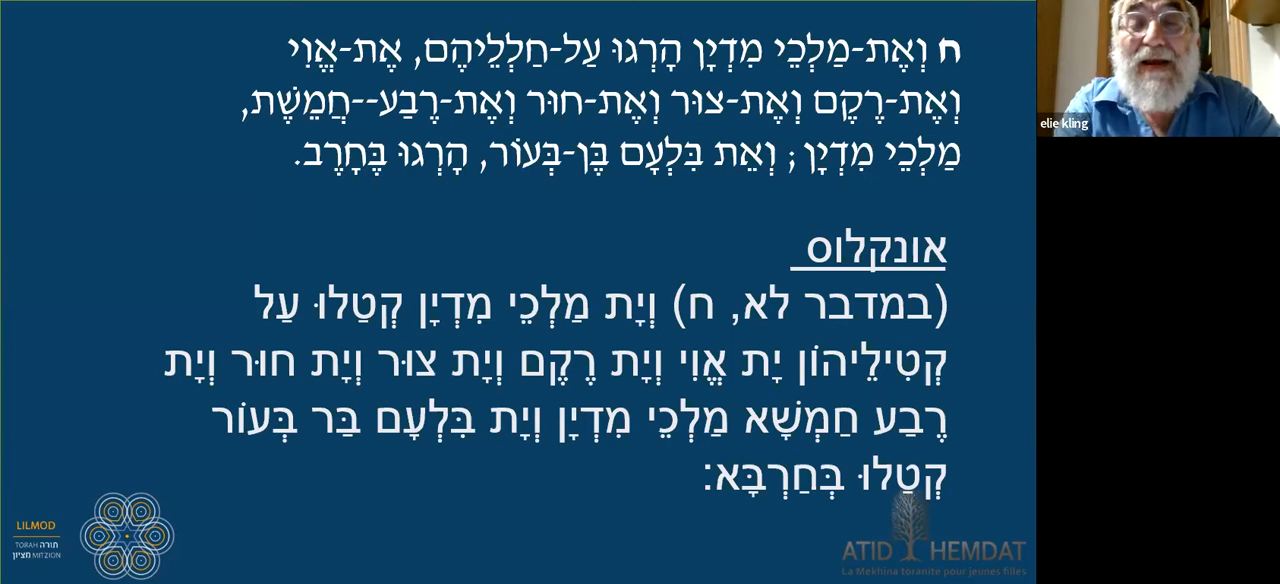 ח וְאֶת-מַלְכֵי מִדְיָן הָרְגוּ עַל-חַלְלֵיהֶם, אֶת-אֱוִי
וְאֶת-רֶקֶם וְאֶת-צוּר וְאֶת-חוּר וְאֶת-רֶבַע--חֲמֵשֶׁת,
מַלְכֵי מִדְיָן; וְאֵת בִּלְעָם בֶּן-בְּעוֹר, הָרְגוּ בֶּחָרֶב.
אונקלוס
(במדבר לא, ח) וְיָת מַלְכֵי מִדְיָן קְטַלוּ עַל
קְטִילֵיהוֹן יָת אֱוִי וְיָת רֶקֶם וְיָת צוּר וְיָת חוּר וְיָת
רֶבַע חַמְשָׁא מַלְכֵי מִדְיָן וְיָת בִּלְעָם בַּר בְּעוֹר
קְטַלוּ בְּחַרְבָּא:
elie kling
LILMOD
TORAH תורה
MITZION מציון
ATID HEMDAT
La Mekhina toranite pour jeunes filles